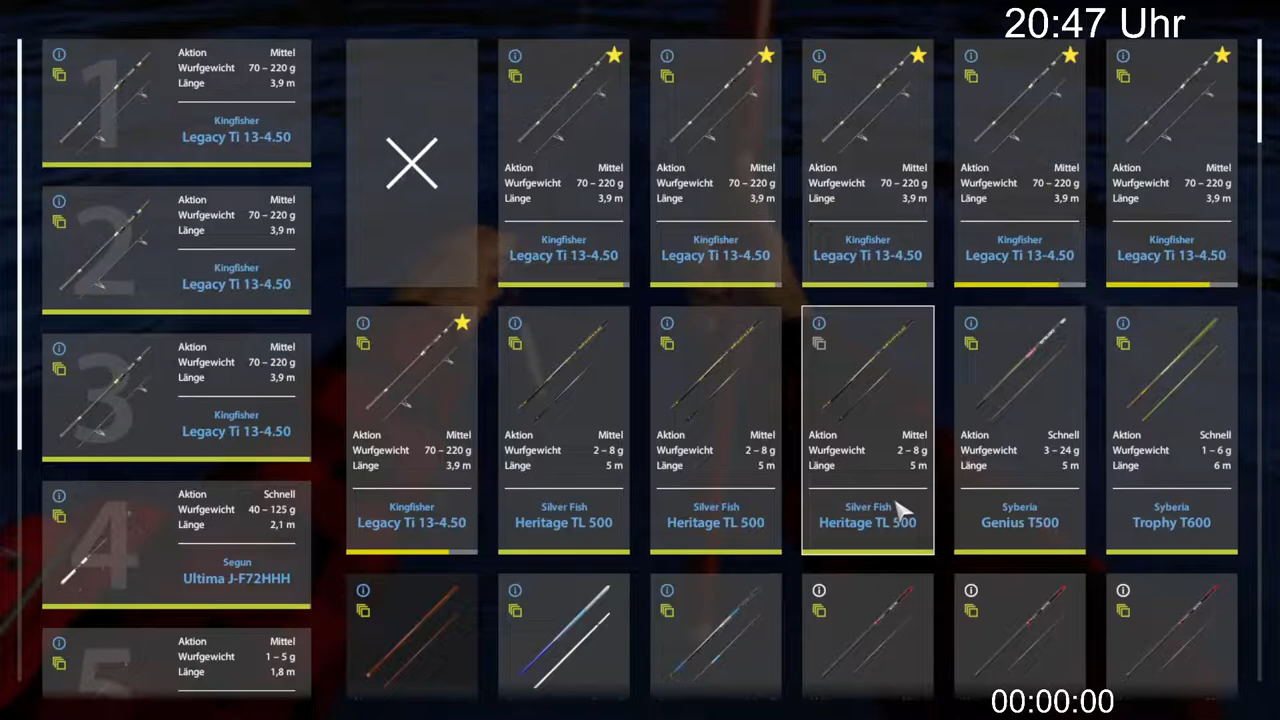 20:47 Uhr
1
Aktion Mittel
Wurfgewicht 70 – 220 g
Länge 3,9 m
Kingfisher
Legacy Ti 13-4.50
2
Aktion Mittel
Wurfgewicht 70 – 220 g
Länge 3,9 m
Kingfisher
Legacy Ti 13-4.50
3
Aktion Mittel
Wurfgewicht 70 – 220 g
Länge 3,9 m
Kingfisher
Legacy Ti 13-4.50
4
Aktion Schnell
Wurfgewicht 40 – 125 g
Länge 2,1 m
Segun
Ultima J-F72HHH
5
Aktion Mittel
Wurfgewicht 1 – 5 g
Länge 1,8 m
Aktion Mittel
Wurfgewicht 70 – 220 g
Länge 3,9 m
Kingfisher
Legacy Ti 13-4.50
Aktion Mittel
Wurfgewicht 70 – 220 g
Länge 3,9 m
Kingfisher
Legacy Ti 13-4.50
Aktion Mittel
Wurfgewicht 70 – 220 g
Länge 3,9 m
Kingfisher
Legacy Ti 13-4.50
Aktion Mittel
Wurfgewicht 70 – 220 g
Länge 3,9 m
Kingfisher
Legacy Ti 13-4.50
Aktion Mittel
Wurfgewicht 70 – 220 g
Länge 3,9 m
Kingfisher
Legacy Ti 13-4.50
Aktion Mittel
Wurfgewicht 70 – 220 g
Länge 3,9 m
Kingfisher
Legacy Ti 13-4.50
Aktion Mittel
Wurfgewicht 2 – 8 g
Länge 5 m
Silver Fish
Heritage TL 500
Aktion Mittel
Wurfgewicht 2 – 8 g
Länge 5 m
Silver Fish
Heritage TL 500
Aktion Mittel
Wurfgewicht 2 – 8 g
Länge 5 m
Silver Fish
Heritage TL 500
Aktion Schnell
Wurfgewicht 3 – 24 g
Länge 5 m
Syberia
Genius T500
Aktion Schnell
Wurfgewicht 1 – 6 g
Länge 6 m
Syberia
Trophy T600
00:00:00